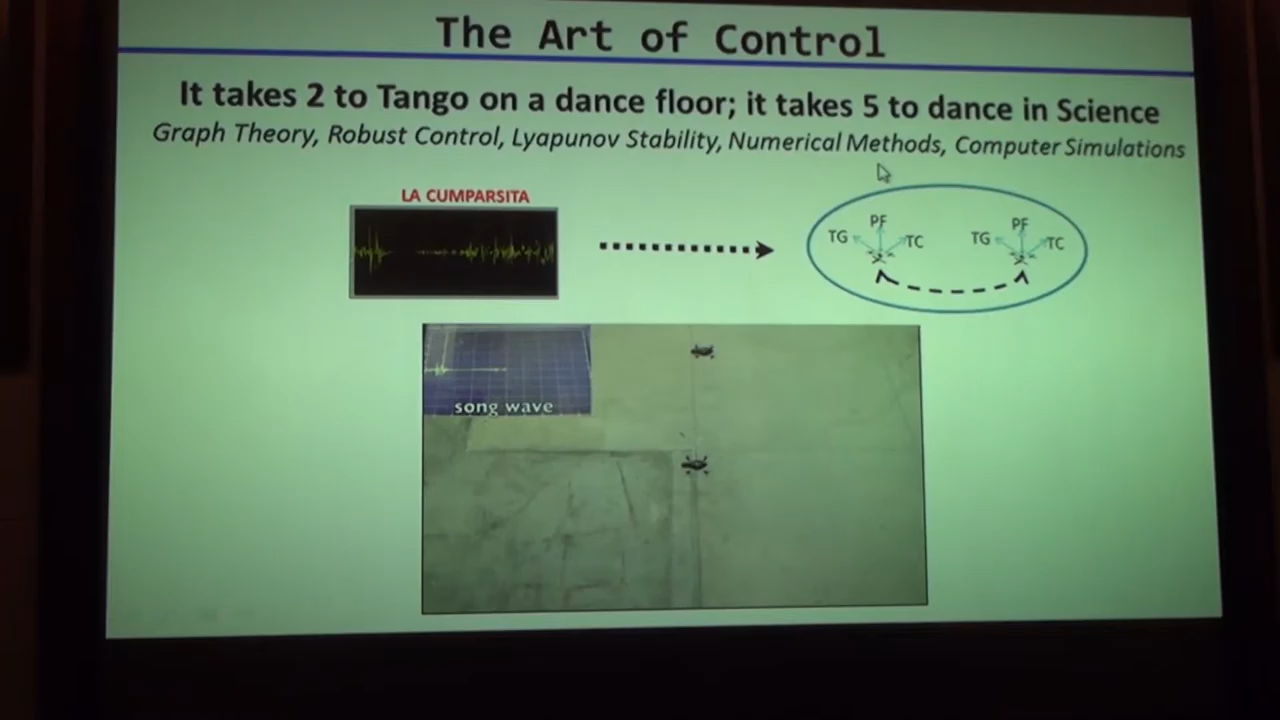 The Art of Control
It takes 2 to Tango on a dance floor; it takes 5 to dance in Science
Graph Theory, Robust Control, Lyapunov Stability, Numerical Methods, Computer Simulations
LA CUMPARSITA
PF PF
TG TC TG TC
song wave